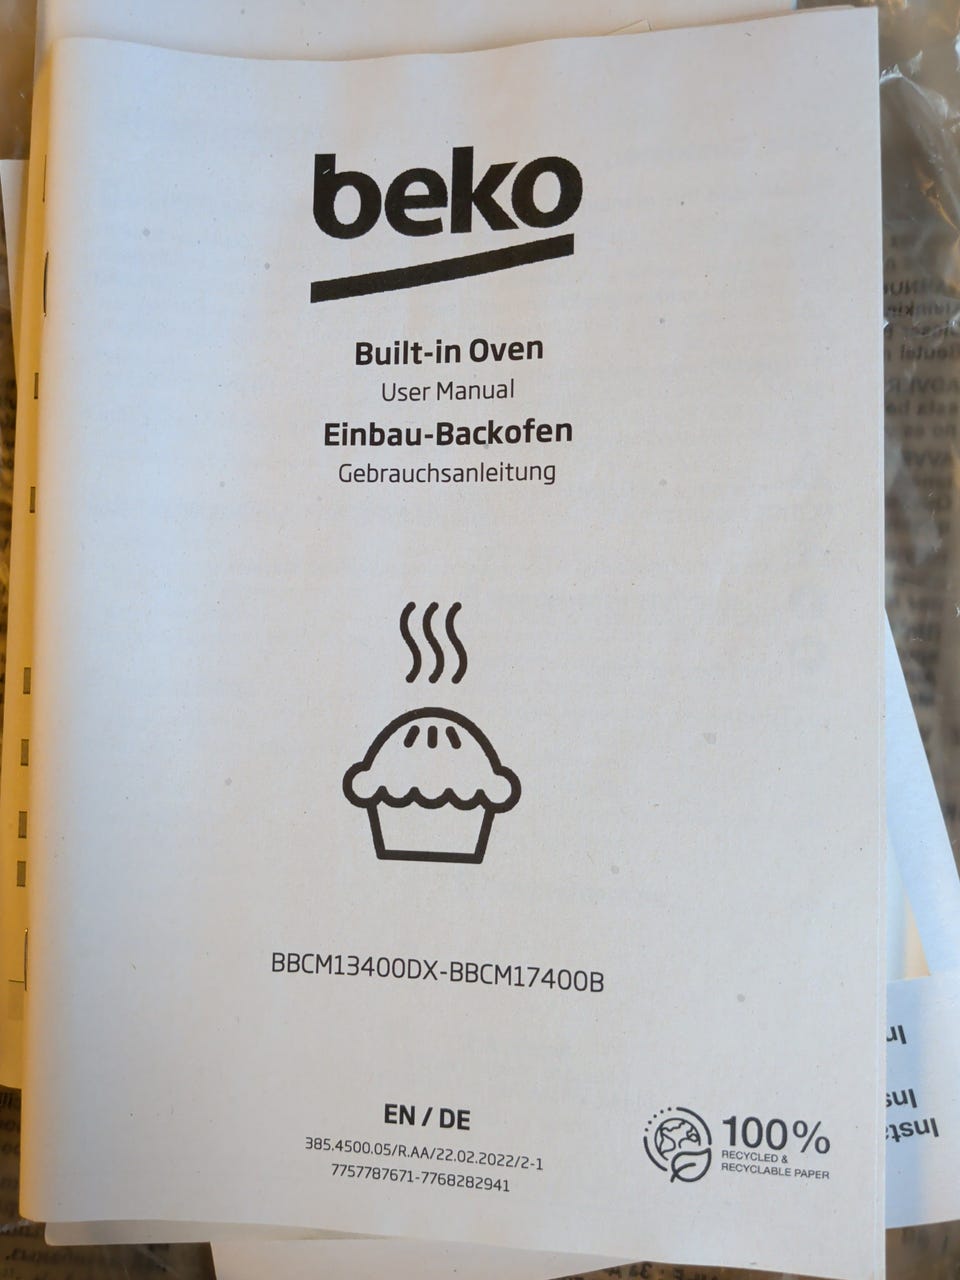 beko
Built-in Oven
User Manual
Einbau-Backofen
Gebrauchsanleitung
BBCM13400DX-BBCM17400B
EN / DE
385.4500.05/R.AA/22.02.2022/2-1
7757787671-7768282941
100%
RECYCLED &
RECYCLABLE PAPER